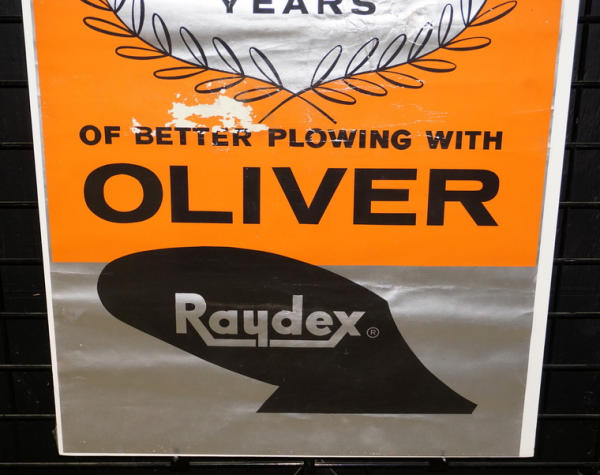 YEARS
OF BETTER PLOWING WITH
OLIVER
Raydex®